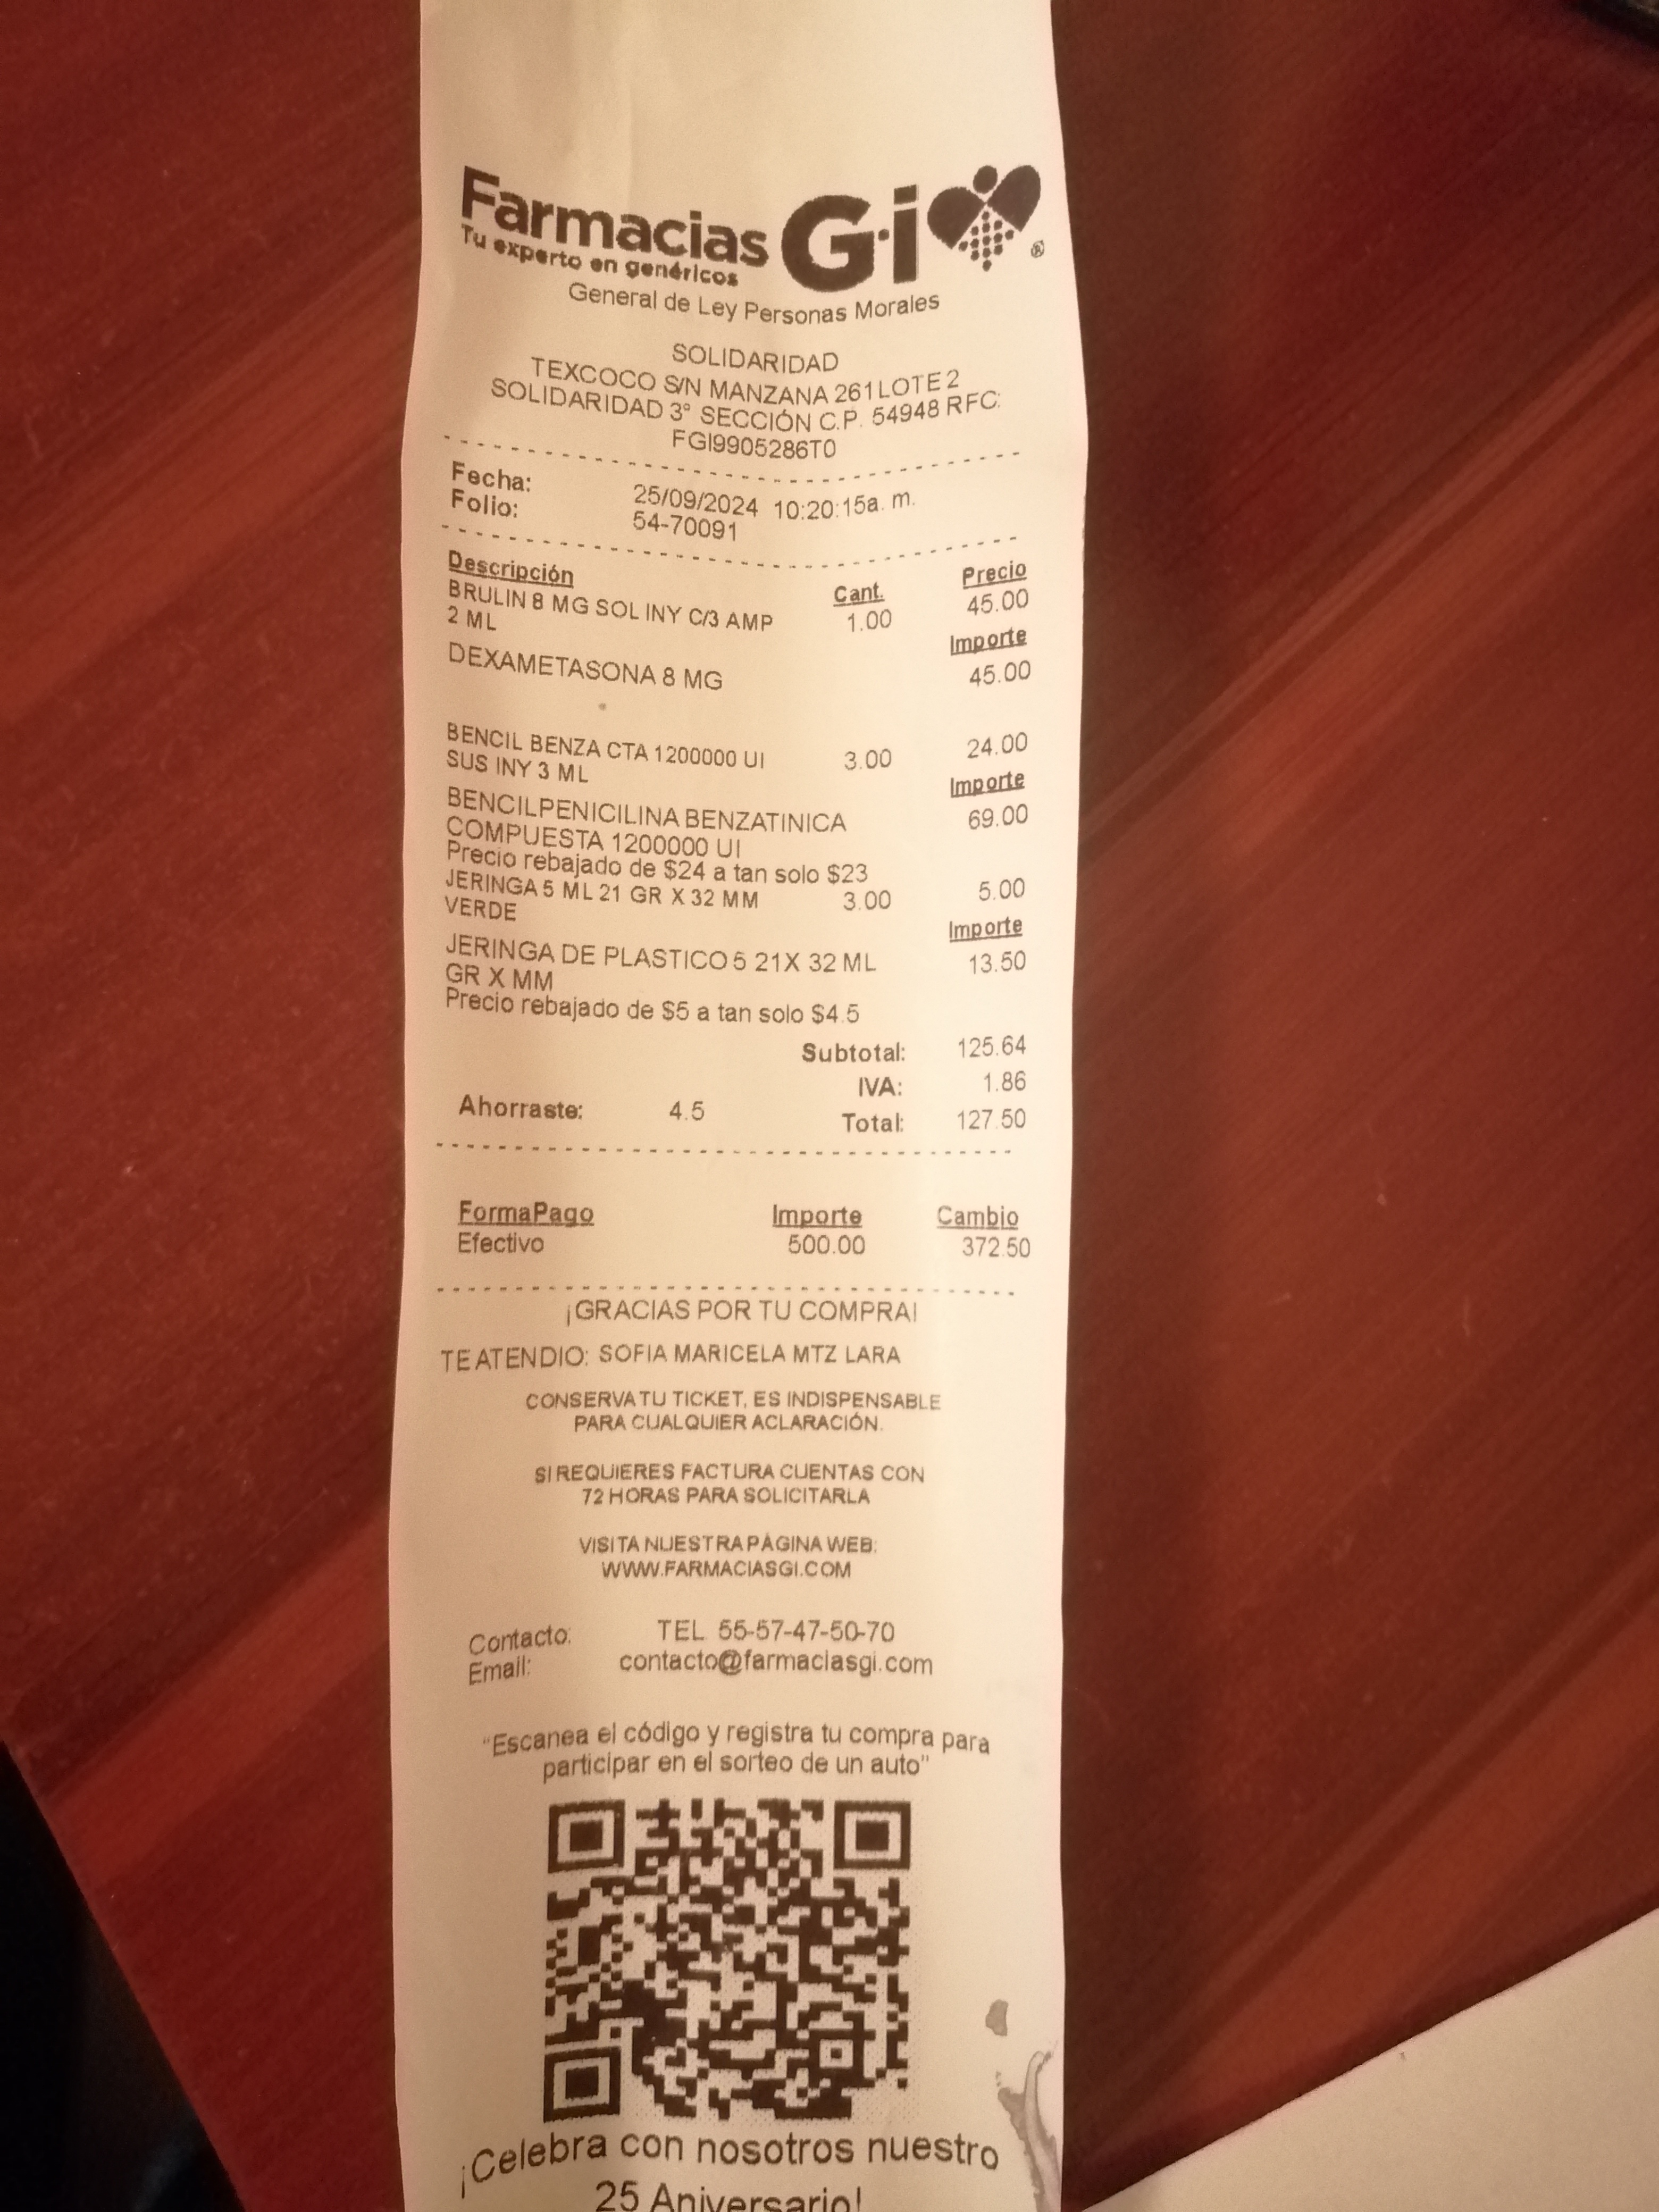 Farmacias G·i ®
Tu experto en genéricos
General de Ley Personas Morales
SOLIDARIDAD
TEXCOCO S/N MANZANA 261 LOTE 2
SOLIDARIDAD 3° SECCIÓN C.P. 54948 RFC:
FGI9905286T0
Fecha: 25/09/2024 10:20:15a. m.
Folio: 54-70091
Descripción Cant. Precio
BRULIN 8 MG SOL INY C/3 AMP 1.00 45.00
2 ML Importe
DEXAMETASONA 8 MG 45.00
BENCIL BENZA CTA 1200000 UI 3.00 24.00
SUS INY 3 ML Importe
BENCILPENICILINA BENZATINICA 69.00
COMPUESTA 1200000 UI
Precio rebajado de $24 a tan solo $23
JERINGA 5 ML 21 GR X 32 MM 3.00 5.00
VERDE Importe
JERINGA DE PLASTICO 5 21X 32 ML 13.50
GR X MM
Precio rebajado de $5 a tan solo $4.5
Subtotal: 125.64
IVA: 1.86
Ahorraste: 4.5 Total: 127.50
FormaPago Importe Cambio
Efectivo 500.00 372.50
¡GRACIAS POR TU COMPRA!
TE ATENDIO: SOFIA MARICELA MTZ LARA
CONSERVA TU TICKET, ES INDISPENSABLE
PARA CUALQUIER ACLARACIÓN.
SI REQUIERES FACTURA CUENTAS CON
72 HORAS PARA SOLICITARLA
VISITA NUESTRA PÁGINA WEB:
WWW.FARMACIASGI.COM
Contacto: TEL 55-57-47-50-70
Email: contacto@farmaciasgi.com
"Escanea el código y registra tu compra para
participar en el sorteo de un auto"
¡Celebra con nosotros nuestro
25 Aniversario!